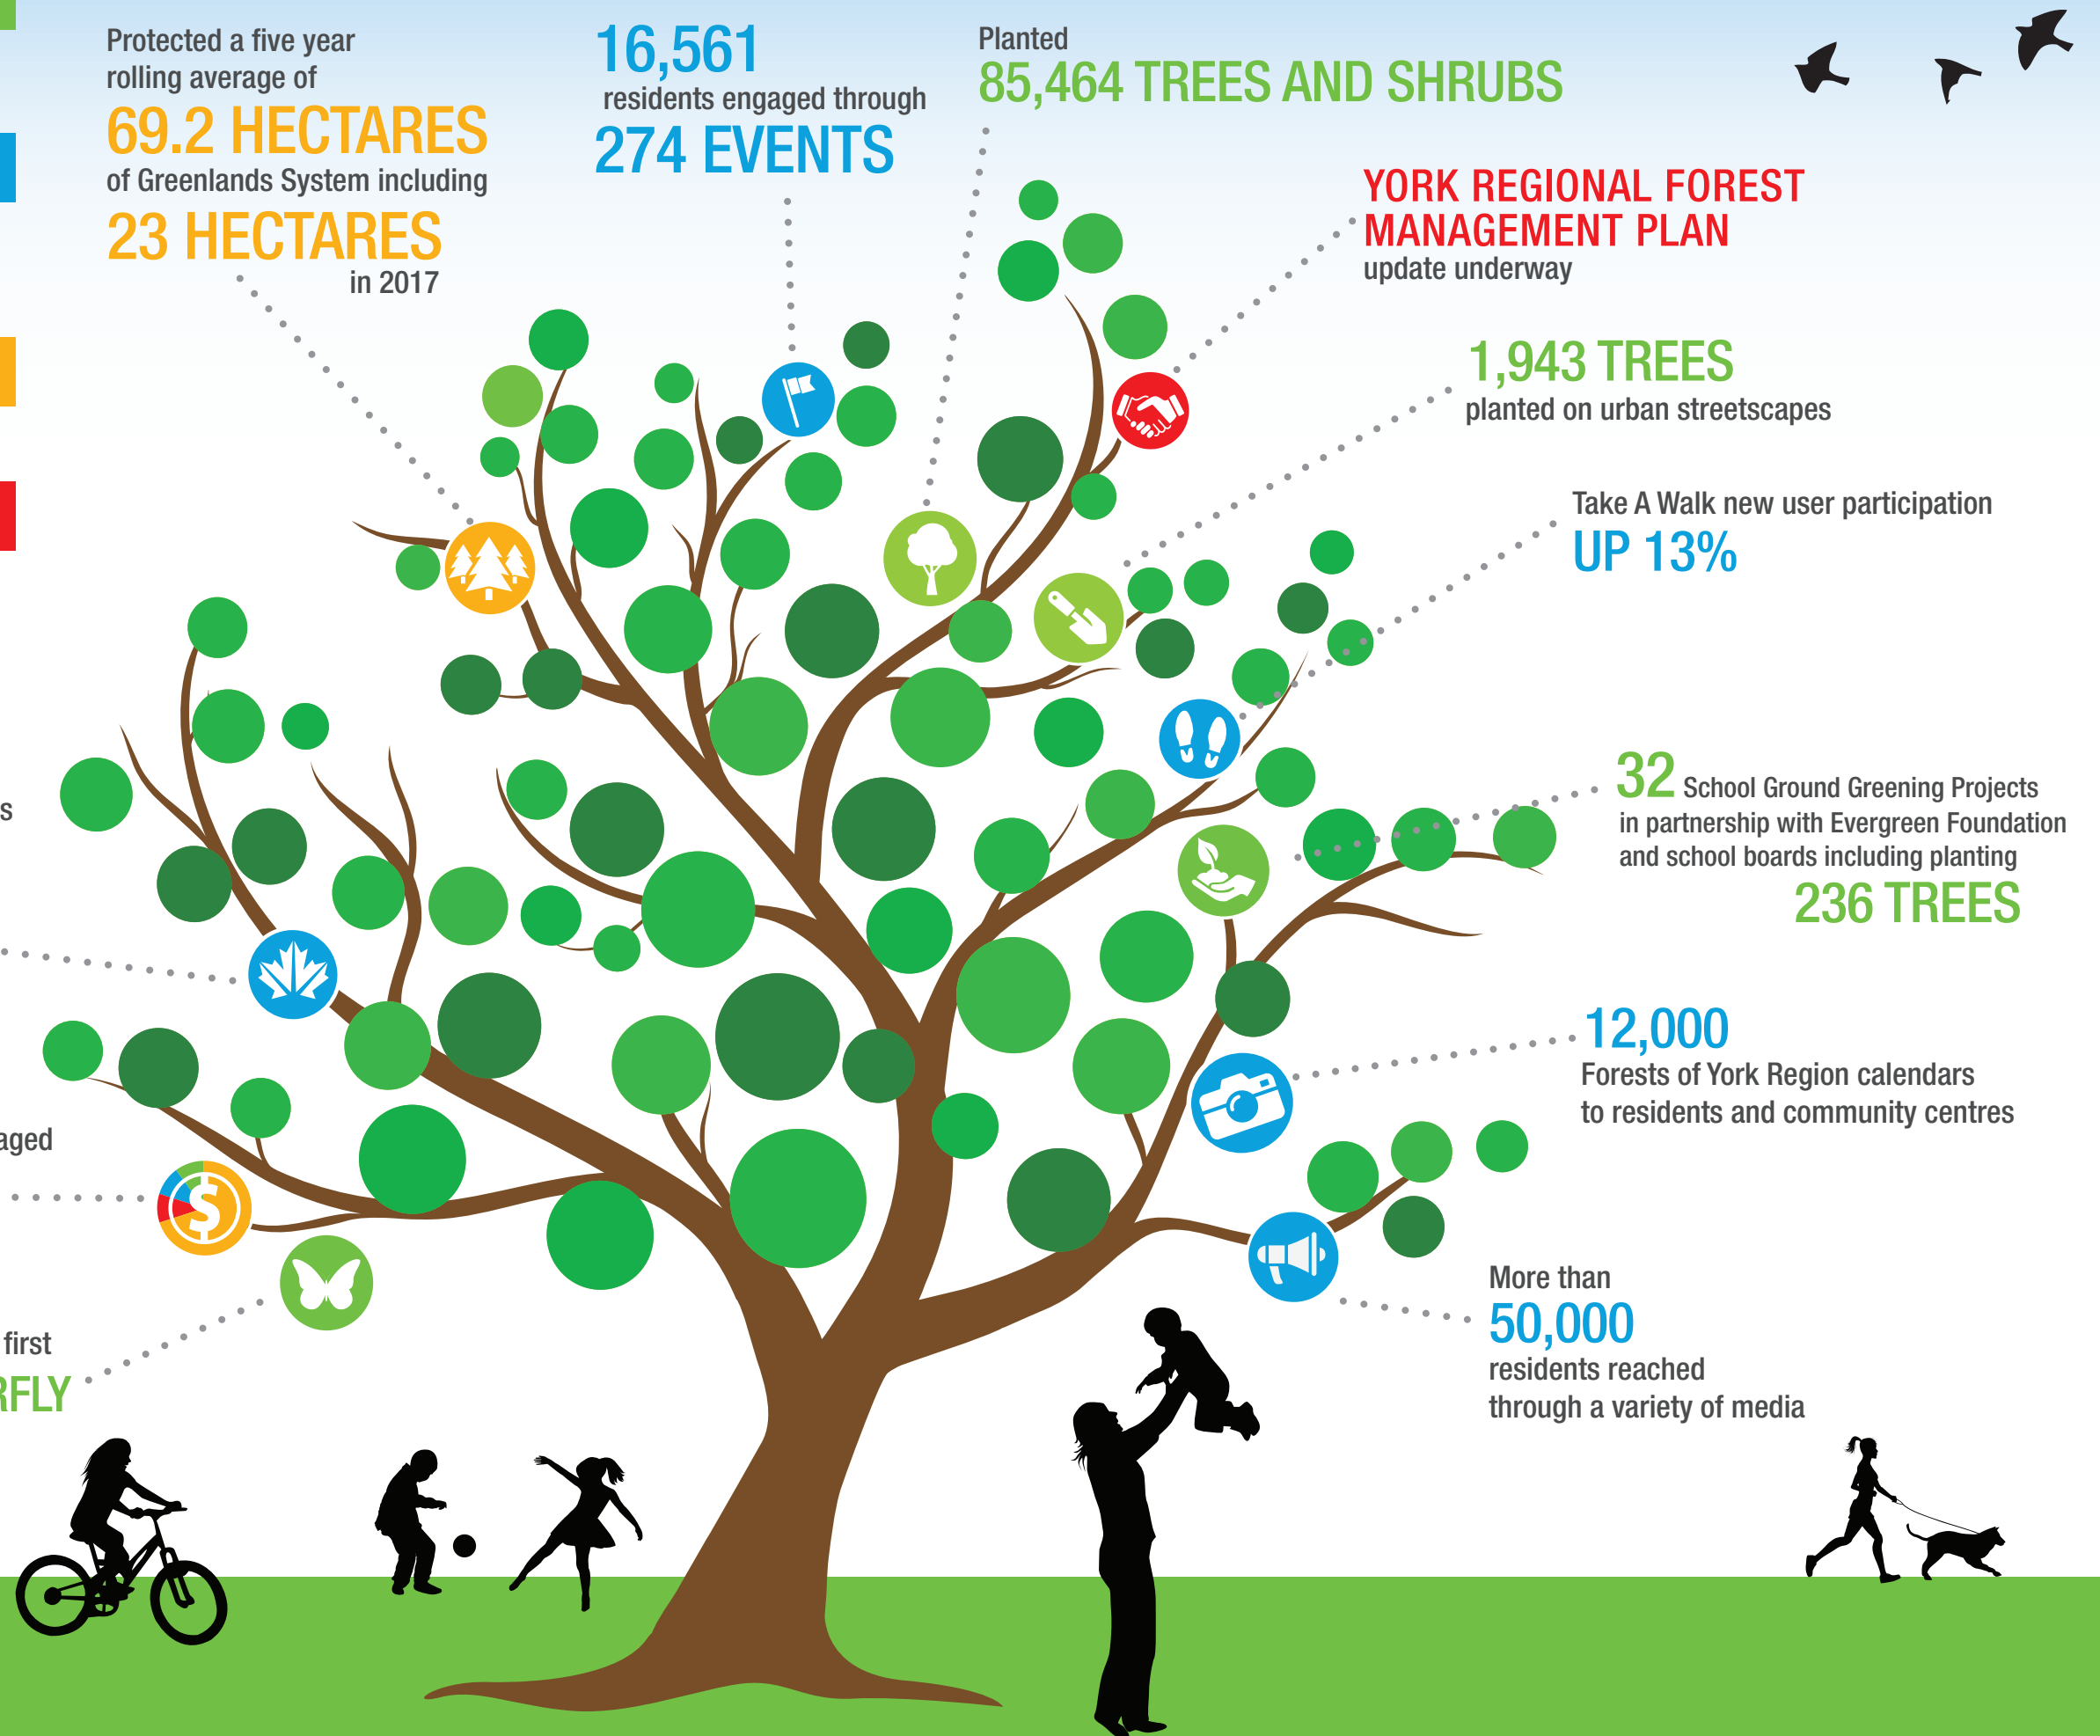 Protected a five year
rolling average of
69.2 HECTARES
of Greenlands System including
23 HECTARES
in 2017
16,561
residents engaged through
274 EVENTS
Planted
85,464 TREES AND SHRUBS
YORK REGIONAL FOREST
MANAGEMENT PLAN
update underway
1,943 TREES
planted on urban streetscapes
Take A Walk new user participation
UP 13%
32 School Ground Greening Projects
in partnership with Evergreen Foundation
and school boards including planting
236 TREES
12,000
Forests of York Region calendars
to residents and community centres
More than
50,000
residents reached
through a variety of media
s
aged
$
first
RFLY